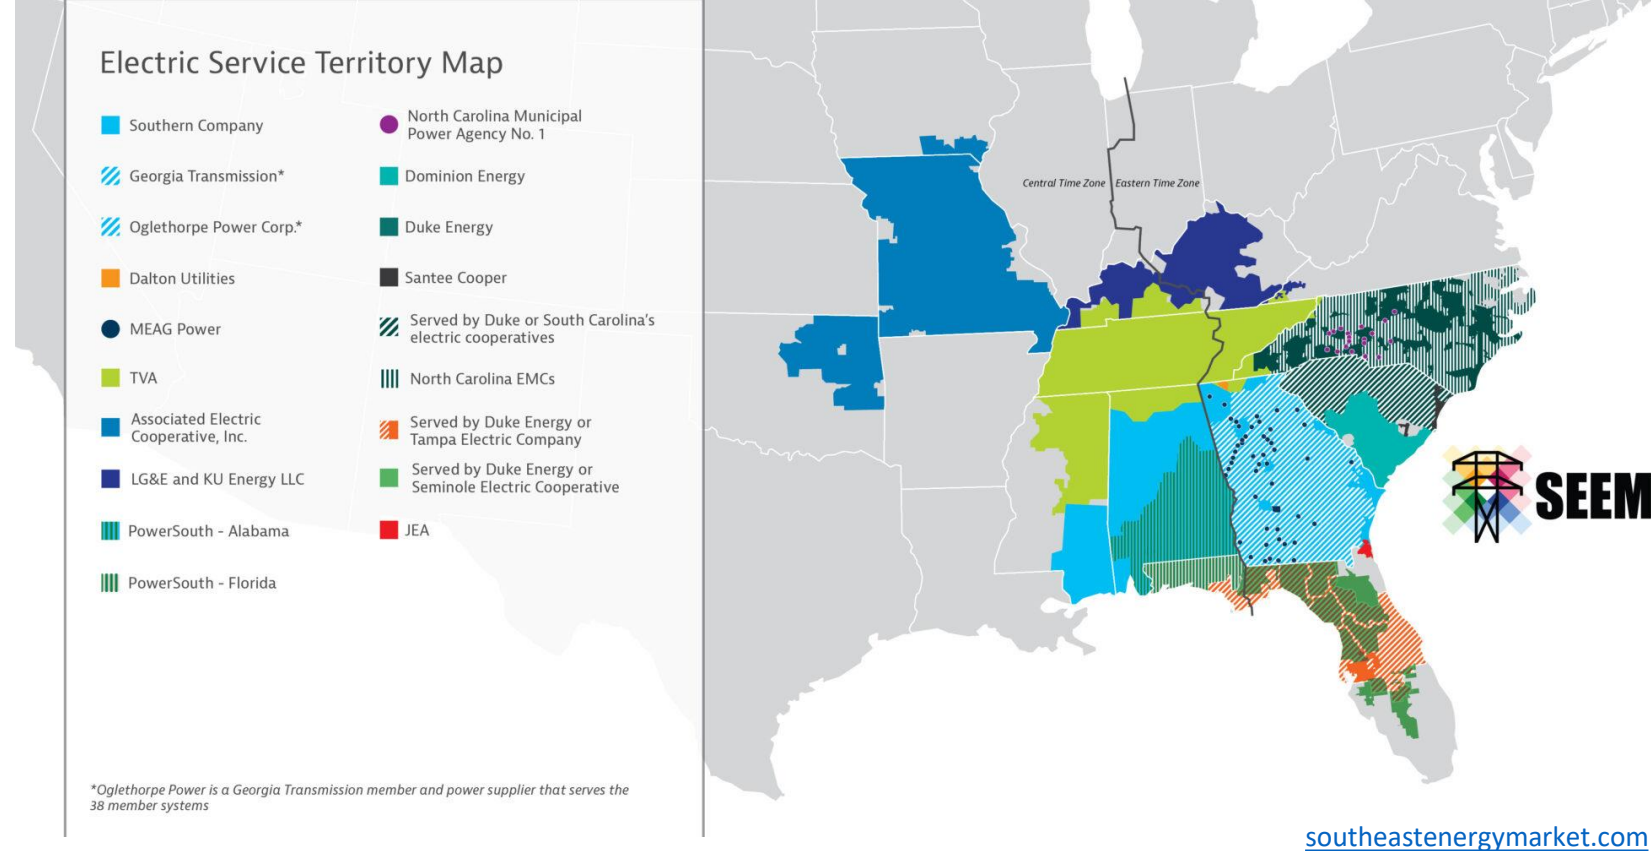 Electric Service Territory Map
Southern Company
Georgia Transmission*
Oglethorpe Power Corp.*
Dalton Utilities
MEAG Power
TVA
Associated Electric
Cooperative, Inc.
LG&E and KU Energy LLC
PowerSouth - Alabama
PowerSouth - Florida
North Carolina Municipal
Power Agency No. 1
Dominion Energy
Duke Energy
Santee Cooper
Served by Duke or South Carolina's
electric cooperatives
North Carolina EMCs
Served by Duke Energy or
Tampa Electric Company
Served by Duke Energy or
Seminole Electric Cooperative
JEA
*Oglethorpe Power is a Georgia Transmission member and power supplier that serves the
38 member systems
Central Time Zone
Eastern Time Zone
SEEM
southeastenergymarket.com